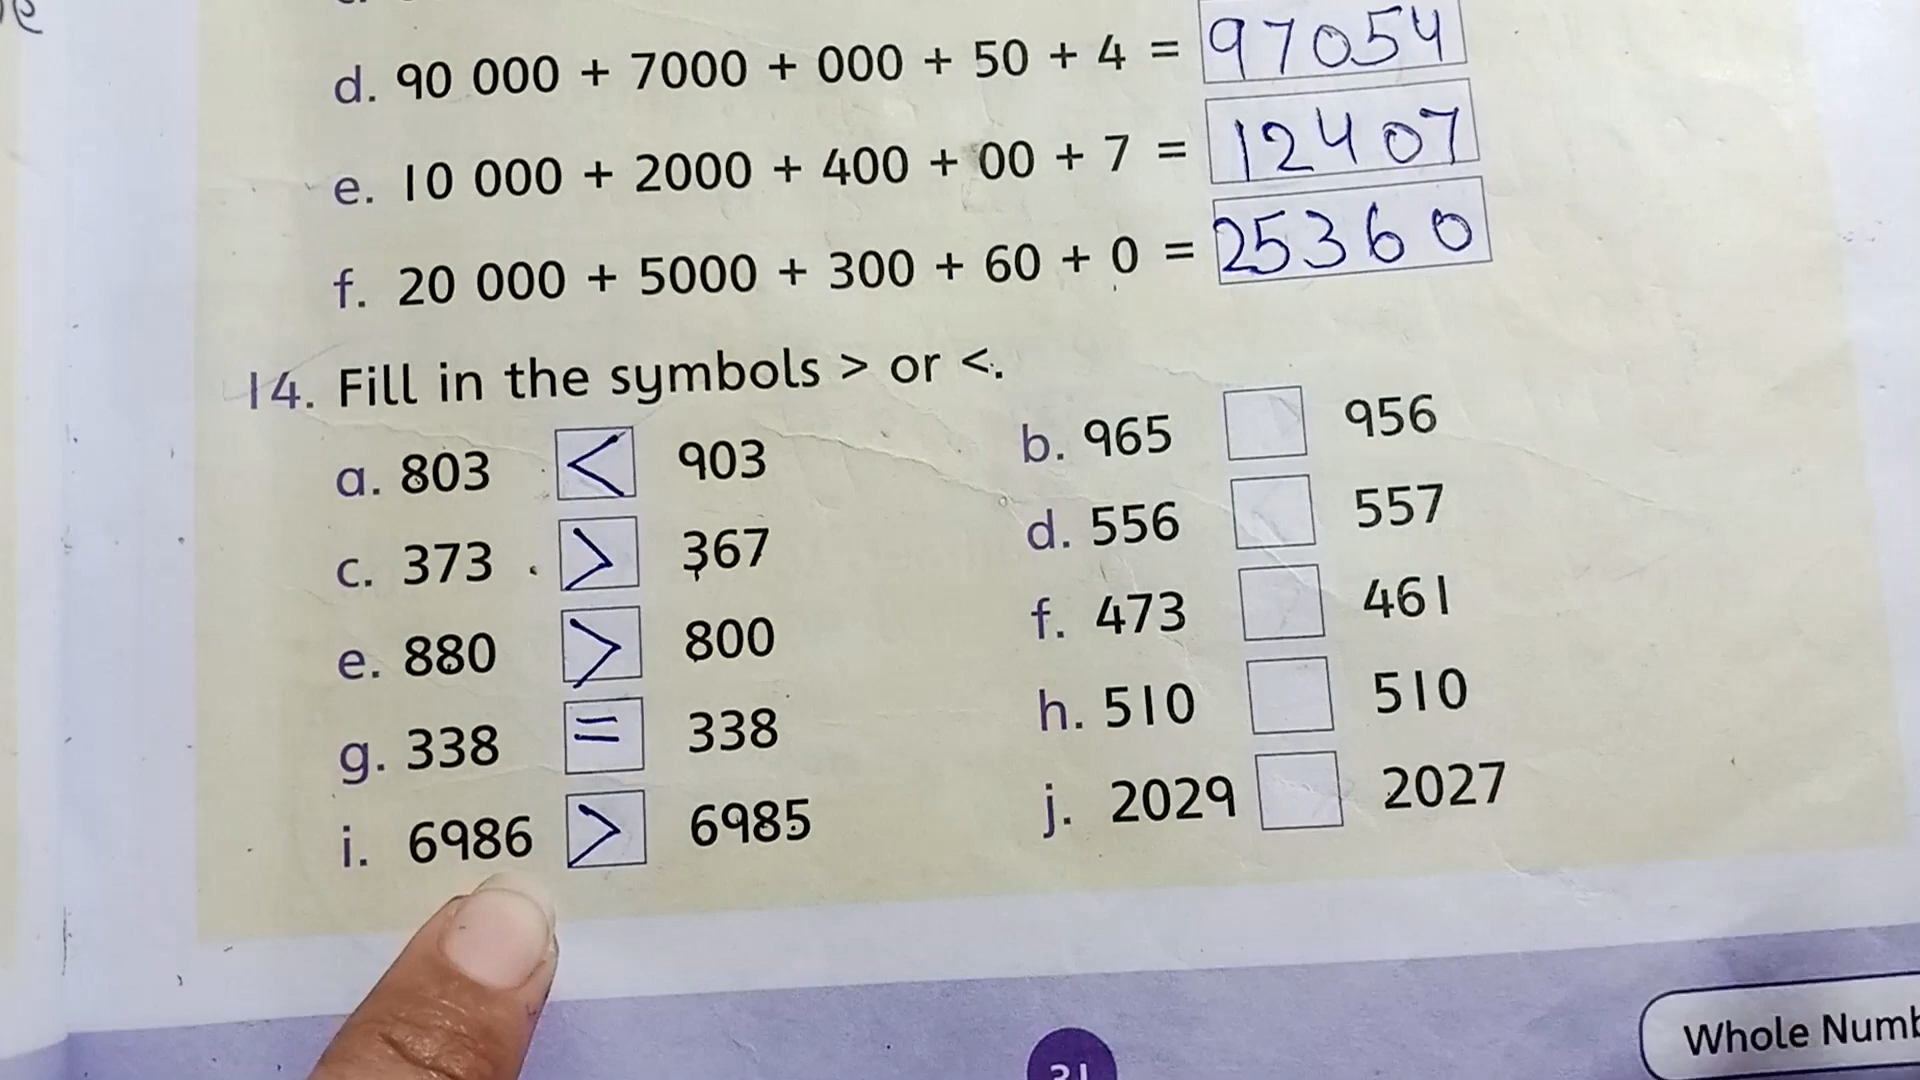 d. 90 000 + 7000 + 000 + 50 + 4 = 97054
e. 10 000 + 2000 + 400 + 00 + 7 = 12407
f. 20 000 + 5000 + 300 + 60 + 0 = 25360
14. Fill in the symbols > or <.
a. 803 < 903 b. 965 956
c. 373 > 367 d. 556 557
e. 880 > 800 f. 473 461
g. 338 = 338 h. 510 510
i. 6986 > 6985 j. 2029 2027
Whole